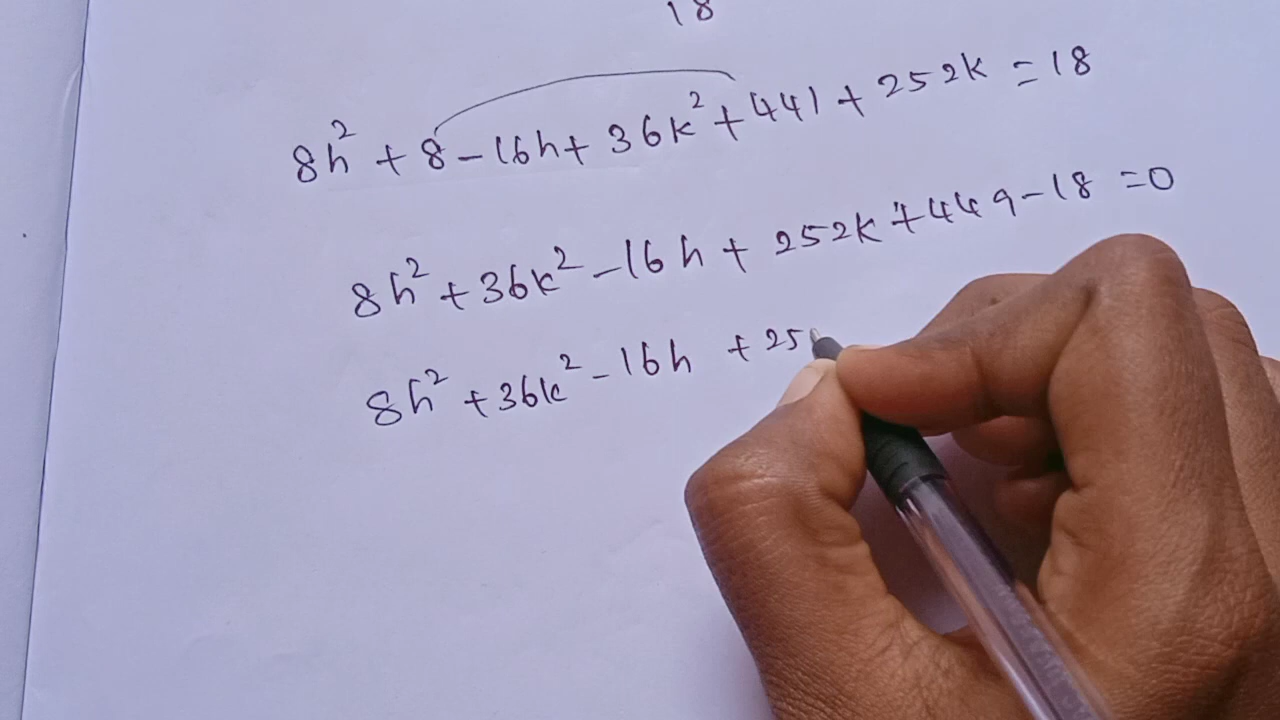 18
8h² + 8 - 16h + 36k² + 441 + 252k = 18
8h² + 36k² - 16h + 252k + 449 - 18 = 0
8h² + 36k² - 16h + 25